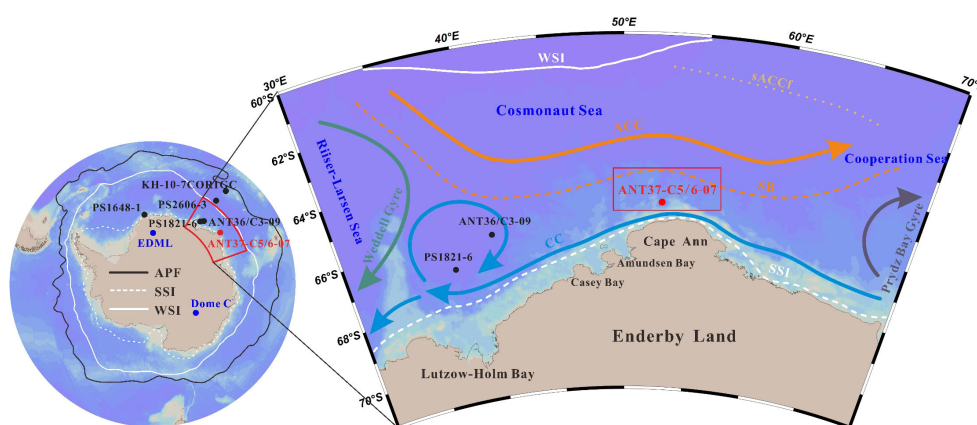 KH-10-7COR1GC
PS2606-3
PS1648-1
PS1821-6
ANT36/C3-09
EDML
ANT37-C5/6-07
APF
SSI
WSI
Dome C
30°E
40°E
50°E
60°E
70°
60°S
62°S
64°S
66°S
68°S
70°S
WSI
sACCf
Cosmonaut Sea
ACC
Cooperation Sea
Riiser-Larsen Sea
SB
ANT37-C5/6-07
Weddell Gyre
ANT36/C3-09
CC
Cape Ann
PS1821-6
Amundsen Bay
SSI
Prydz Bay Gyre
Casey Bay
Enderby Land
Lutzow-Holm Bay